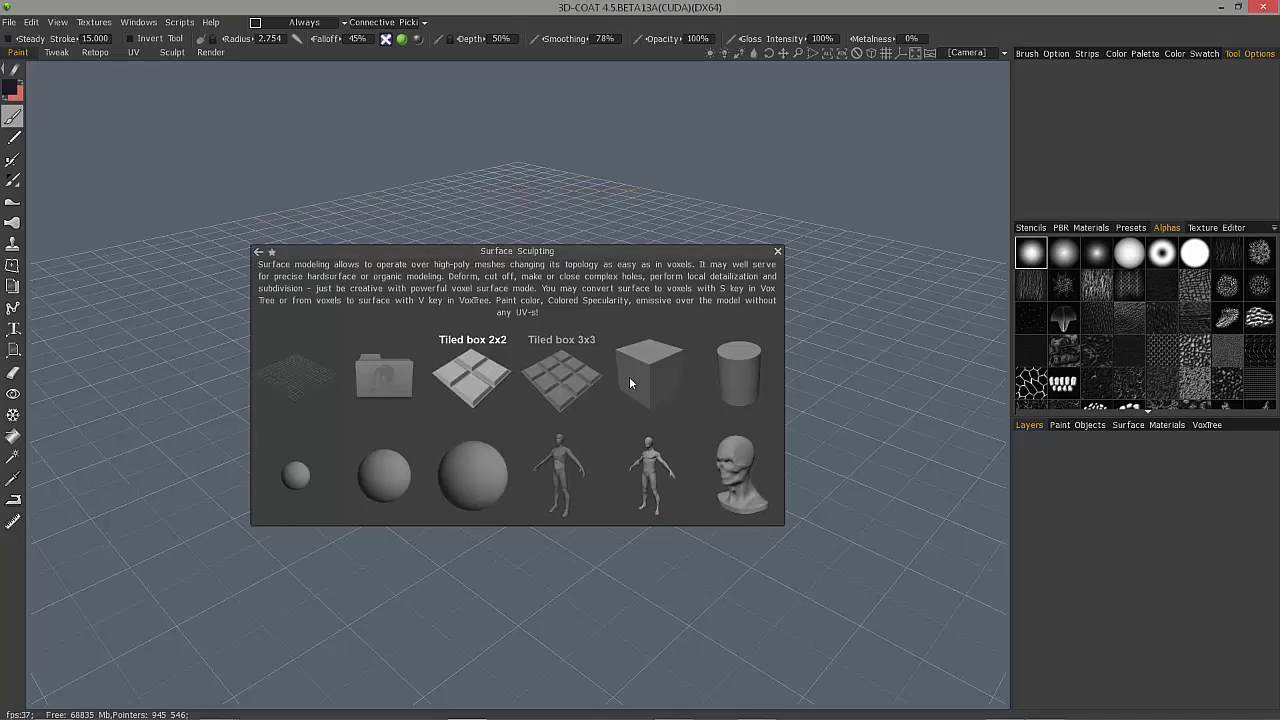 3D-COAT 4.5.BETA13A(CUDA)(DX64)
File Edit View Textures Windows Scripts Help Always Connective Picki
Steady Stroke 15.000 Invert Tool Radius 2.754 Falloff 45% Depth 50% Smoothing 78% Opacity 100% Gloss Intensity 100% Metalness 0%
Paint Tweak Retopo UV Sculpt Render [Camera]
Brush Option Strips Color Palette Color Swatch Tool Options
Stencils PBR Materials Presets Alphas Texture Editor
Surface Sculpting
Surface modeling allows to operate over high-poly meshes changing its topology as easy as in voxels. It may well serve
for precise hardsurface or organic modeling. Deform, cut off, make or close complex holes, perform local detailization and
subdivision - just be creative with powerful voxel surface mode. You may convert surface to voxels with S key in Vox
Tree or from voxels to surface with V key in VoxTree. Paint color, Colored Specularity, emissive over the model without
any UV-s!
Tiled box 2x2 Tiled box 3x3
Layers Paint Objects Surface Materials VoxTree
fps:37; Free: 68835 Mb,Pointers: 945 546;